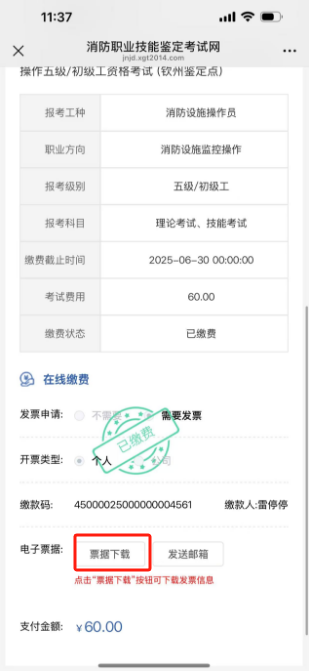 11:37
消防职业技能鉴定考试网
jnjd.xgt2014.com
操作五级/初级工资格考试 (钦州鉴定点)
报考工种 消防设施操作员
职业方向 消防设施监控操作
报考级别 五级/初级工
报考科目 理论考试、技能考试
缴费截止时间 2025-06-30 00:00:00
考试费用 60.00
缴费状态 已缴费
在线缴费
发票申请: 不需要 需要发票
已缴费
开票类型: 个人 公司
缴款码: 45000025000000004561 缴款人:雷停停
电子票据: 票据下载 发送邮箱
点击"票据下载"按钮可下载发票信息
支付金额: ¥60.00